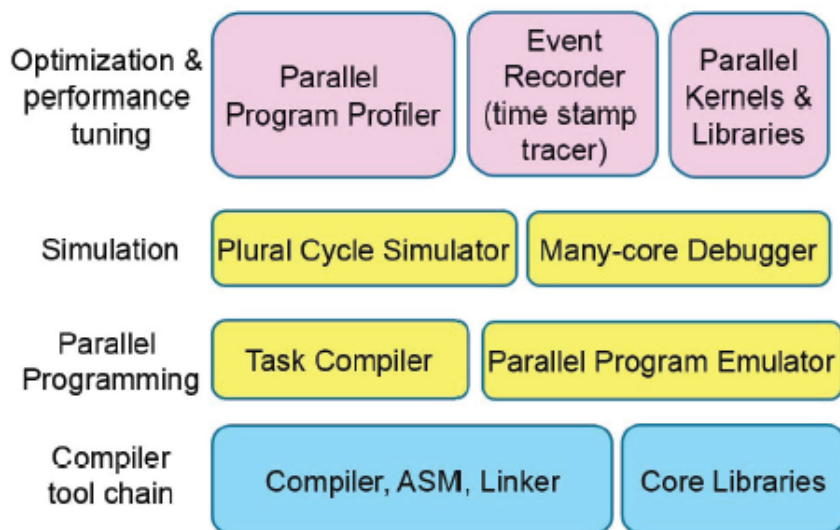 Optimization &
performance
tuning
Parallel
Program Profiler
Event
Recorder
(time stamp
tracer)
Parallel
Kernels &
Libraries
Simulation
Plural Cycle Simulator
Many-core Debugger
Parallel
Programming
Task Compiler
Parallel Program Emulator
Compiler
tool chain
Compiler, ASM, Linker
Core Libraries